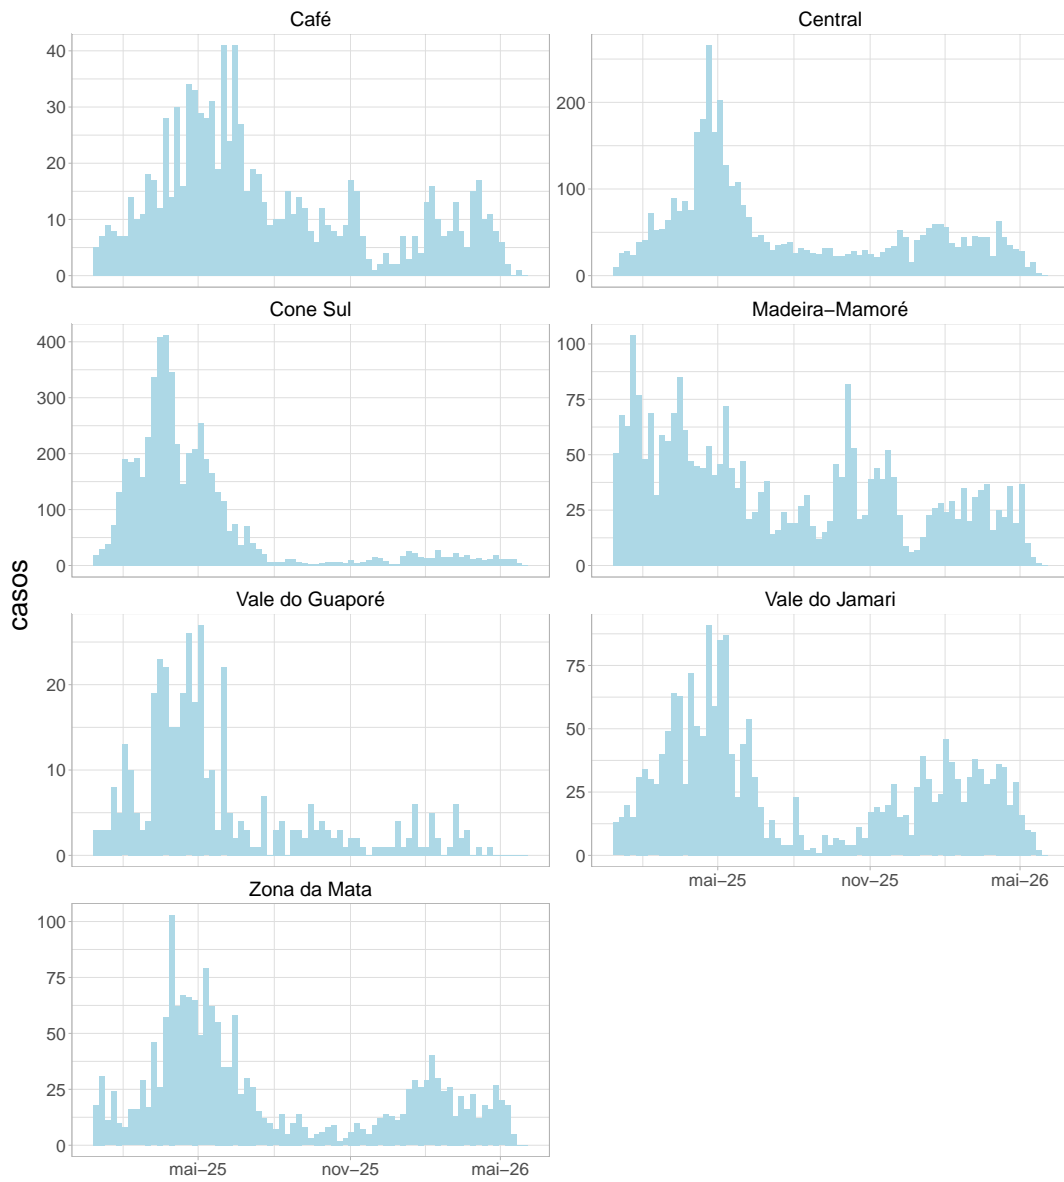 Café
Central
40
30
20
10
0
200
100
0
Cone Sul
Madeira−Mamoré
400
300
200
100
0
100
75
50
25
0
casos
Vale do Guaporé
Vale do Jamari
20
10
0
75
50
25
0
mai−25
nov−25
mai−26
Zona da Mata
100
75
50
25
0
mai−25
nov−25
mai−26